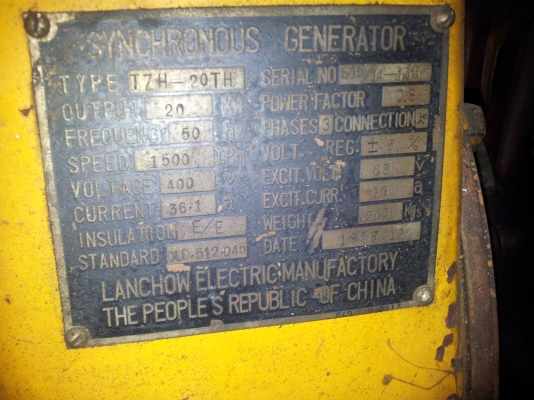 SYNCHRONOUS GENERATOR
TYPE TZH-20TH SERIAL NO
OUTPUT 20 KW POWER FACTOR 0.8
FREQUENCY 50 HZ PHASES 3 CONNECTION
SPEED 1500 rpm VOLT. REG. ±
VOLTAGE 400 V EXCIT. VOLT. V
CURRENT 36.1 a EXCIT. CURR. a
INSULATION E/E WEIGHT Kg
STANDARD DATE
LANCHOW ELECTRIC MANUFACTORY
THE PEOPLE'S REPUBLIC OF CHINA